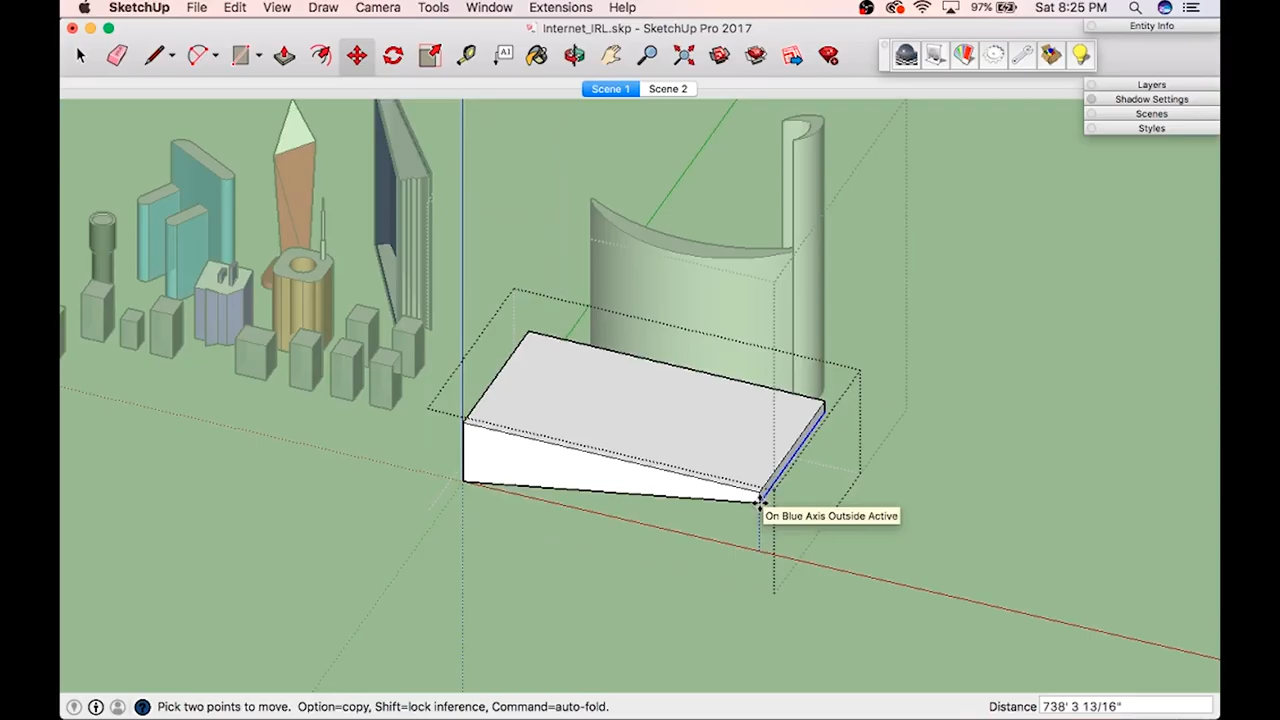 SketchUp File Edit View Draw Camera Tools Window Extensions Help 97% Sat 8:25 PM
Internet_IRL.skp - SketchUp Pro 2017
Entity Info
A1
Scene 1 Scene 2
Layers
Shadow Settings
Scenes
Styles
On Blue Axis Outside Active
Pick two points to move. Option=copy, Shift=lock inference, Command=auto-fold.
Distance 738' 3 13/16"